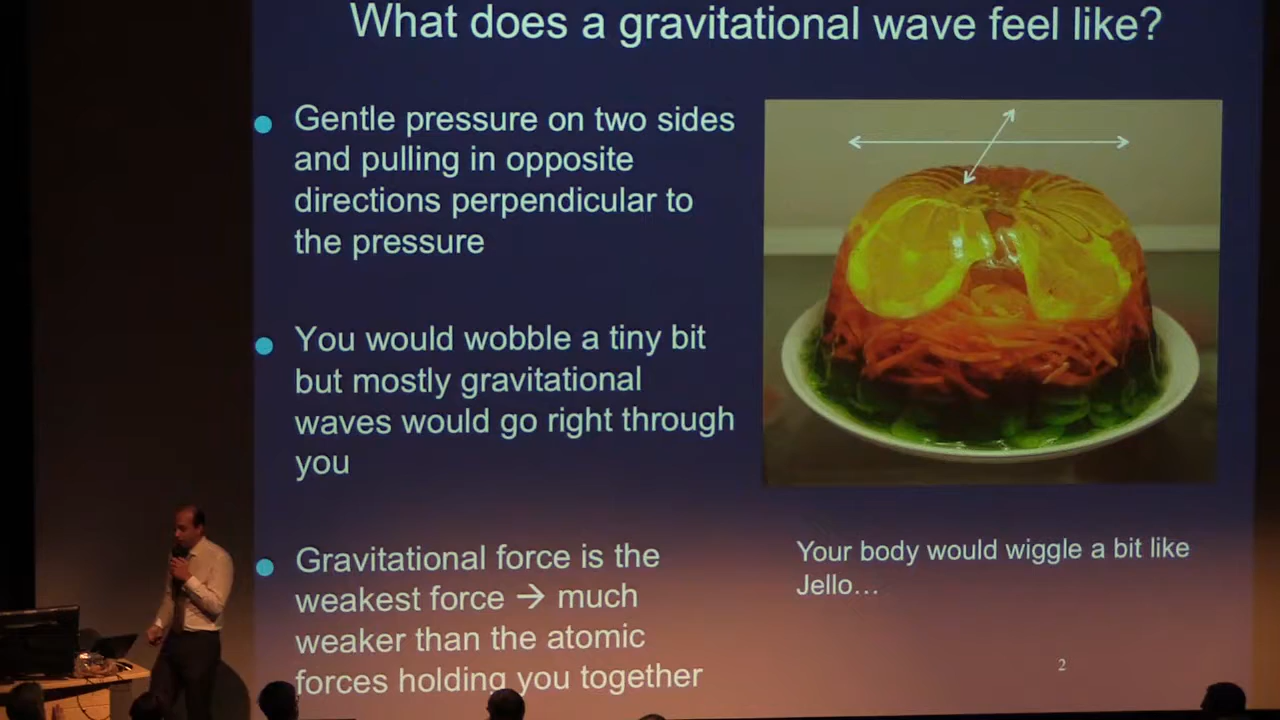 What does a gravitational wave feel like?
Gentle pressure on two sides
and pulling in opposite
directions perpendicular to
the pressure
You would wobble a tiny bit
but mostly gravitational
waves would go right through
you
Gravitational force is the
weakest force → much
weaker than the atomic
forces holding you together
Your body would wiggle a bit like
Jello…
2